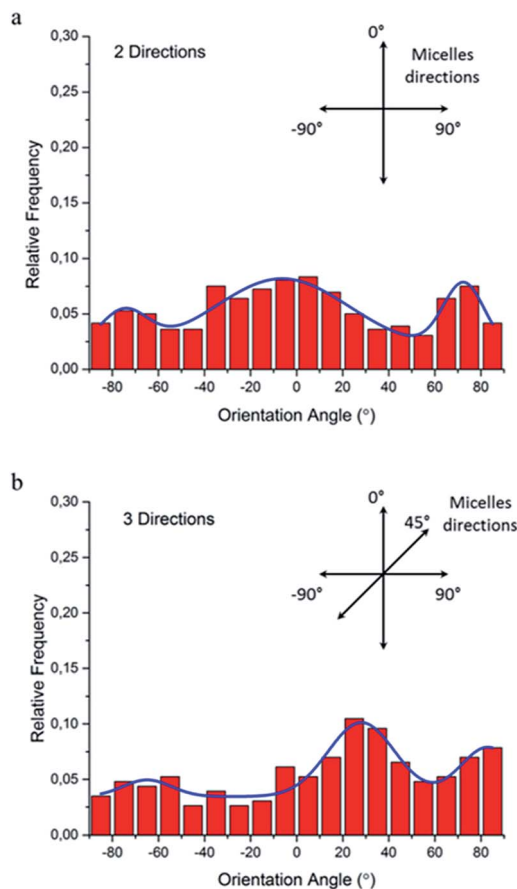 a
0,30
0,25
0,20
0,15
0,10
0,05
0,00
Relative Frequency
2 Directions
0°
Micelles
directions
-90°
90°
-80 -60 -40 -20 0 20 40 60 80
Orientation Angle (°)
b
0,30
0,25
0,20
0,15
0,10
0,05
0,00
Relative Frequency
3 Directions
0°
45°
Micelles
directions
-90°
90°
-80 -60 -40 -20 0 20 40 60 80
Orientation Angle (°)